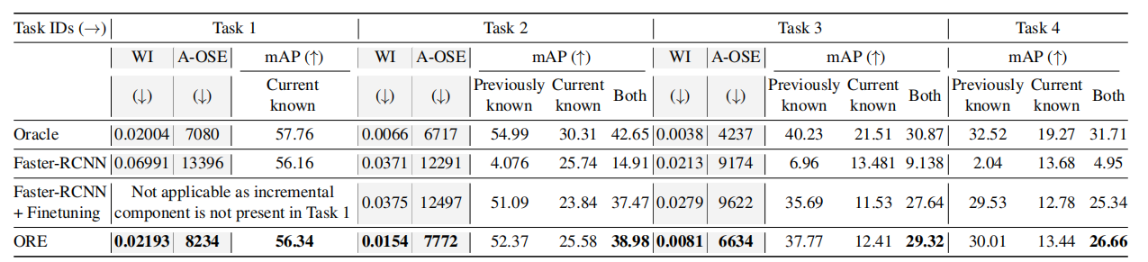 Task IDs (→) Task 1 Task 2 Task 3 Task 4
WI A-OSE mAP (↑) WI A-OSE mAP (↑) WI A-OSE mAP (↑) mAP (↑)
(↓) (↓) Current known (↓) (↓) Previously known Current known Both (↓) (↓) Previously known Current known Both Previously known Current known Both
Oracle 0.02004 7080 57.76 0.0066 6717 54.99 30.31 42.65 0.0038 4237 40.23 21.51 30.87 32.52 19.27 31.71
Faster-RCNN 0.06991 13396 56.16 0.0371 12291 4.076 25.74 14.91 0.0213 9174 6.96 13.481 9.138 2.04 13.68 4.95
Faster-RCNN + Finetuning Not applicable as incremental component is not present in Task 1 0.0375 12497 51.09 23.84 37.47 0.0279 9622 35.69 11.53 27.64 29.53 12.78 25.34
ORE 0.02193 8234 56.34 0.0154 7772 52.37 25.58 38.98 0.0081 6634 37.77 12.41 29.32 30.01 13.44 26.66